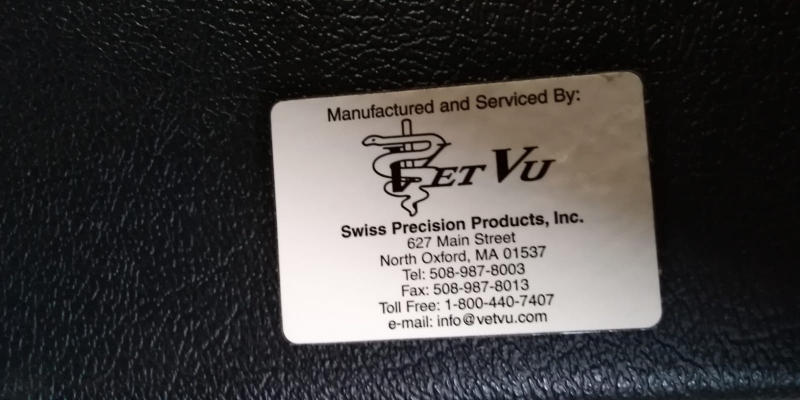 Manufactured and Serviced By:
VET VU
Swiss Precision Products, Inc.
627 Main Street
North Oxford, MA 01537
Tel: 508-987-8003
Fax: 508-987-8013
Toll Free: 1-800-440-7407
e-mail: info@vetvu.com